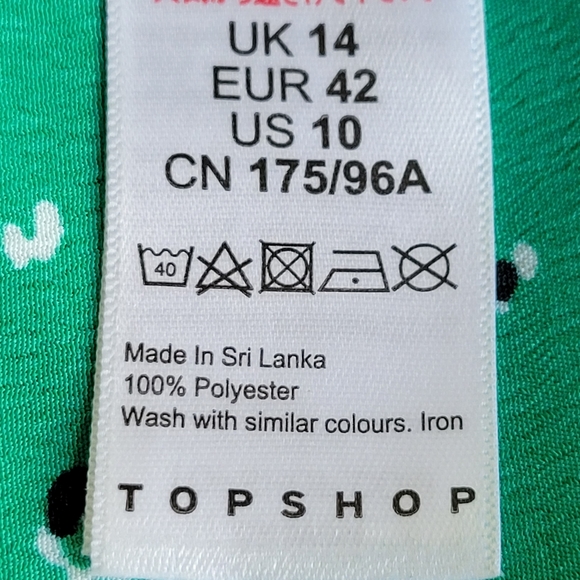 UK 14
EUR 42
US 10
CN 175/96A
40
Made In Sri Lanka
100% Polyester
Wash with similar colours. Iron
TOPSHOP